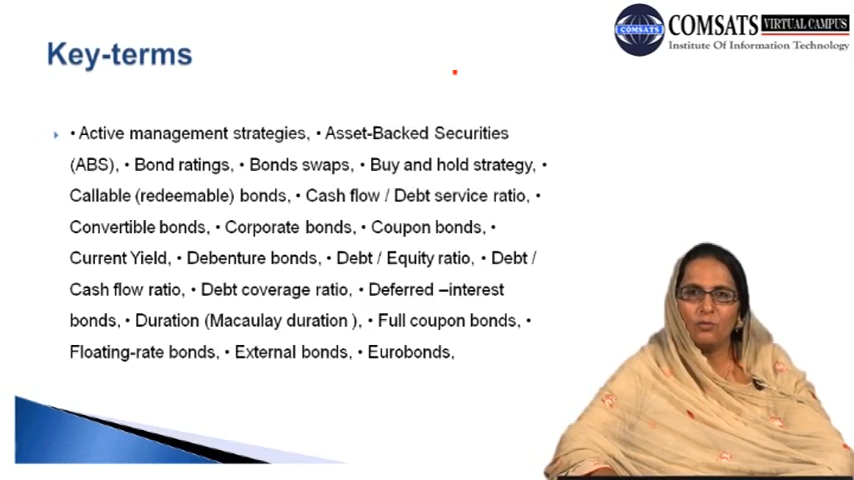 COMSATS VIRTUAL CAMPUS
COMSATS
Institute Of Information Technology
Key-terms
• Active management strategies, • Asset-Backed Securities
(ABS), • Bond ratings, • Bonds swaps, • Buy and hold strategy, •
Callable (redeemable) bonds, • Cash flow / Debt service ratio, •
Convertible bonds, • Corporate bonds, • Coupon bonds, •
Current Yield, • Debenture bonds, • Debt / Equity ratio, • Debt /
Cash flow ratio, • Debt coverage ratio, • Deferred –interest
bonds, • Duration (Macaulay duration ), • Full coupon bonds, •
Floating-rate bonds, • External bonds, • Eurobonds,